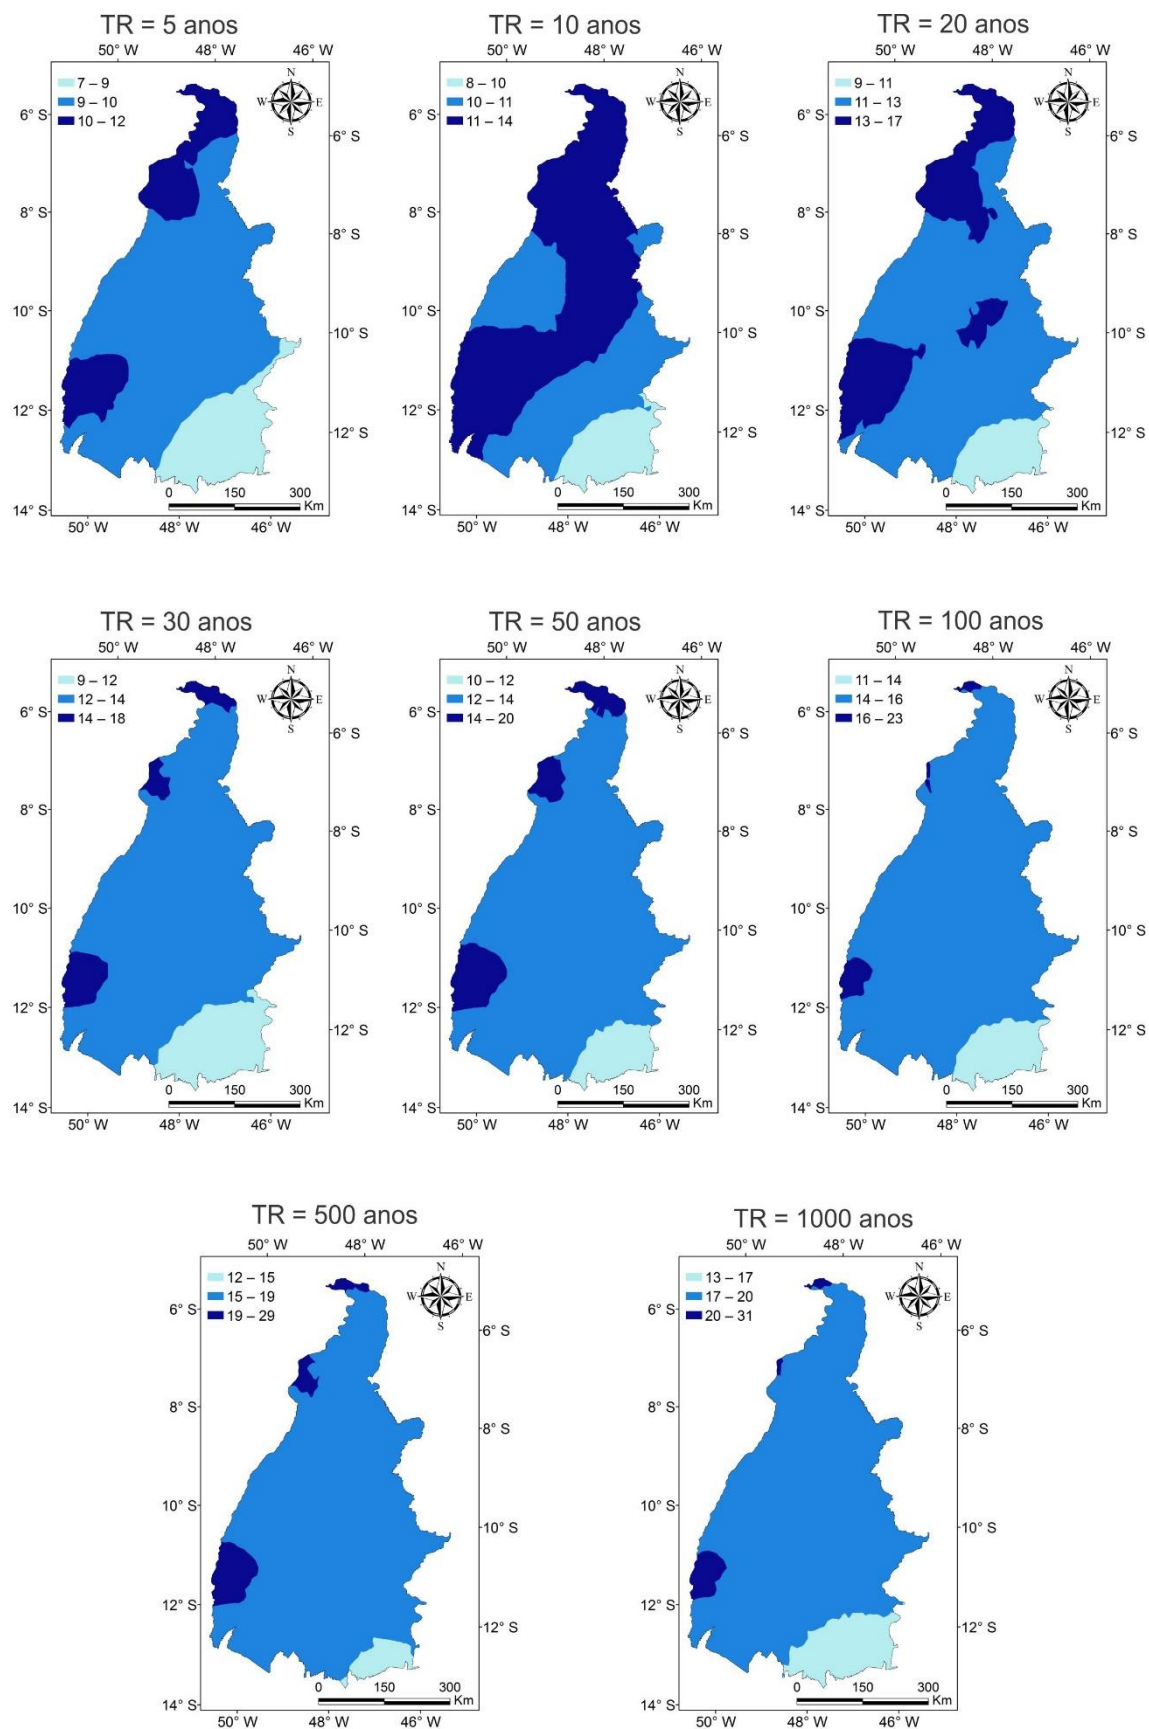 TR = 5 anos
50° W 48° W 46° W
7 – 9
9 – 10
10 – 12
N
W E
S
6° S 6° S
8° S 8° S
10° S 10° S
12° S 12° S
14° S
0 150 300
Km
50° W 48° W 46° W
TR = 10 anos
50° W 48° W 46° W
8 – 10
10 – 11
11 – 14
N
W E
S
6° S 6° S
8° S 8° S
10° S 10° S
12° S 12° S
14° S
0 150 300
Km
50° W 48° W 46° W
TR = 20 anos
50° W 48° W 46° W
9 – 11
11 – 13
13 – 17
N
W E
S
6° S 6° S
8° S 8° S
10° S 10° S
12° S 12° S
14° S
0 150 300
Km
50° W 48° W 46° W
TR = 30 anos
50° W 48° W 46° W
9 – 12
12 – 14
14 – 18
N
W E
S
6° S 6° S
8° S 8° S
10° S 10° S
12° S 12° S
14° S
0 150 300
Km
50° W 48° W 46° W
TR = 50 anos
50° W 48° W 46° W
10 – 12
12 – 14
14 – 20
N
W E
S
6° S 6° S
8° S 8° S
10° S 10° S
12° S 12° S
14° S
0 150 300
Km
50° W 48° W 46° W
TR = 100 anos
50° W 48° W 46° W
11 – 14
14 – 16
16 – 23
N
W E
S
6° S 6° S
8° S 8° S
10° S 10° S
12° S 12° S
14° S
0 150 300
Km
50° W 48° W 46° W
TR = 500 anos
50° W 48° W 46° W
12 – 15
15 – 19
19 – 29
N
W E
S
6° S 6° S
8° S 8° S
10° S 10° S
12° S 12° S
14° S
0 150 300
Km
50° W 48° W 46° W
TR = 1000 anos
50° W 48° W 46° W
13 – 17
17 – 20
20 – 31
N
W E
S
6° S 6° S
8° S 8° S
10° S 10° S
12° S 12° S
14° S
0 150 300
Km
50° W 48° W 46° W